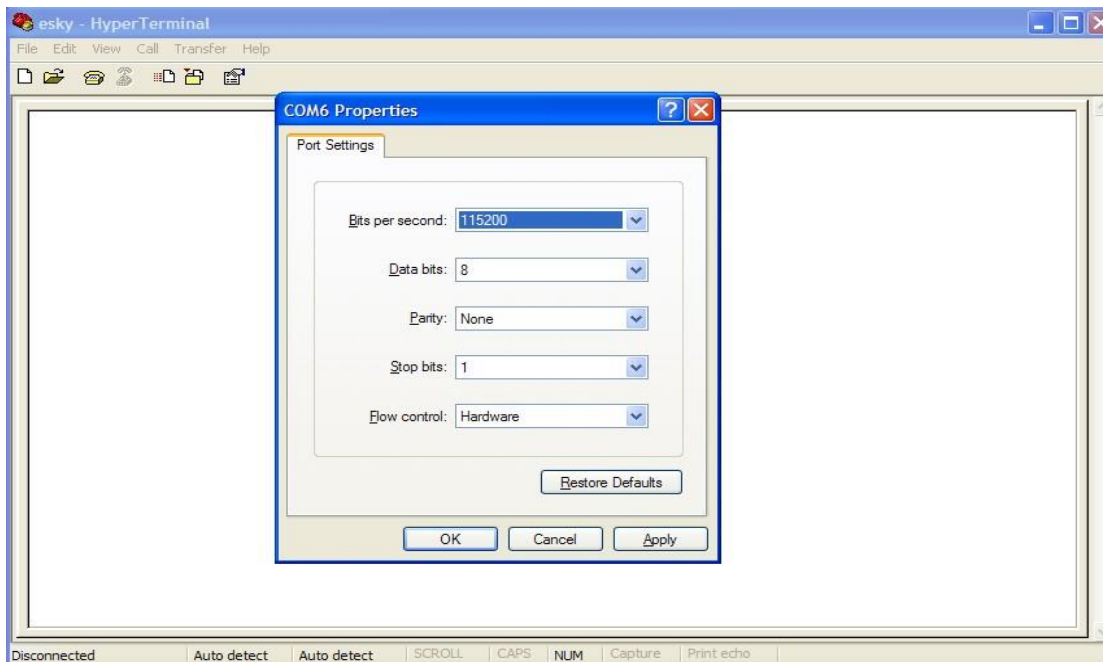 esky - HyperTerminal
File Edit View Call Transfer Help
COM6 Properties
Port Settings
Bits per second: 115200
Data bits: 8
Parity: None
Stop bits: 1
Flow control: Hardware
Restore Defaults
OK Cancel Apply
Disconnected Auto detect Auto detect SCROLL CAPS NUM Capture Print echo